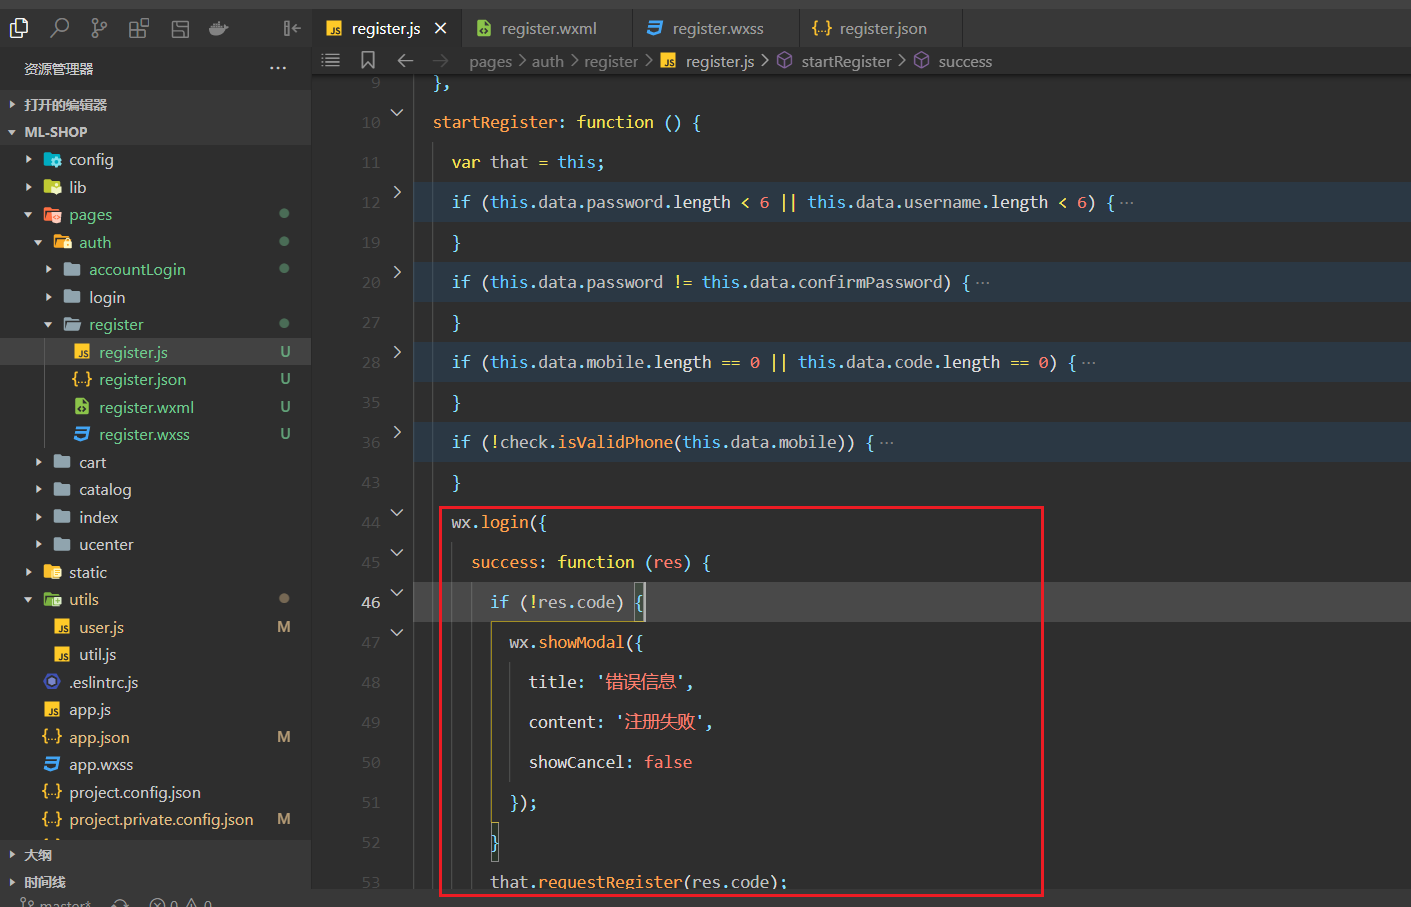 register.js
register.wxml
register.wxss
register.json
资源管理器
pages > auth > register > register.js > startRegister > success
打开的编辑器
ML-SHOP
config
lib
pages
auth
accountLogin
login
register
register.js U
register.json U
register.wxml U
register.wxss U
cart
catalog
index
ucenter
static
utils
user.js M
util.js
.eslintrc.js
app.js
app.json M
app.wxss
project.config.json
project.private.config.json M
大纲
时间线
master* 0 0
9 },
10 startRegister: function () {
11 var that = this;
12 if (this.data.password.length < 6 || this.data.username.length < 6) {···
19 }
20 if (this.data.password != this.data.confirmPassword) {···
27 }
28 if (this.data.mobile.length == 0 || this.data.code.length == 0) {···
35 }
36 if (!check.isValidPhone(this.data.mobile)) {···
43 }
44 wx.login({
45 success: function (res) {
46 if (!res.code) {
47 wx.showModal({
48 title: '错误信息',
49 content: '注册失败',
50 showCancel: false
51 });
52 }
53 that.requestRegister(res.code);